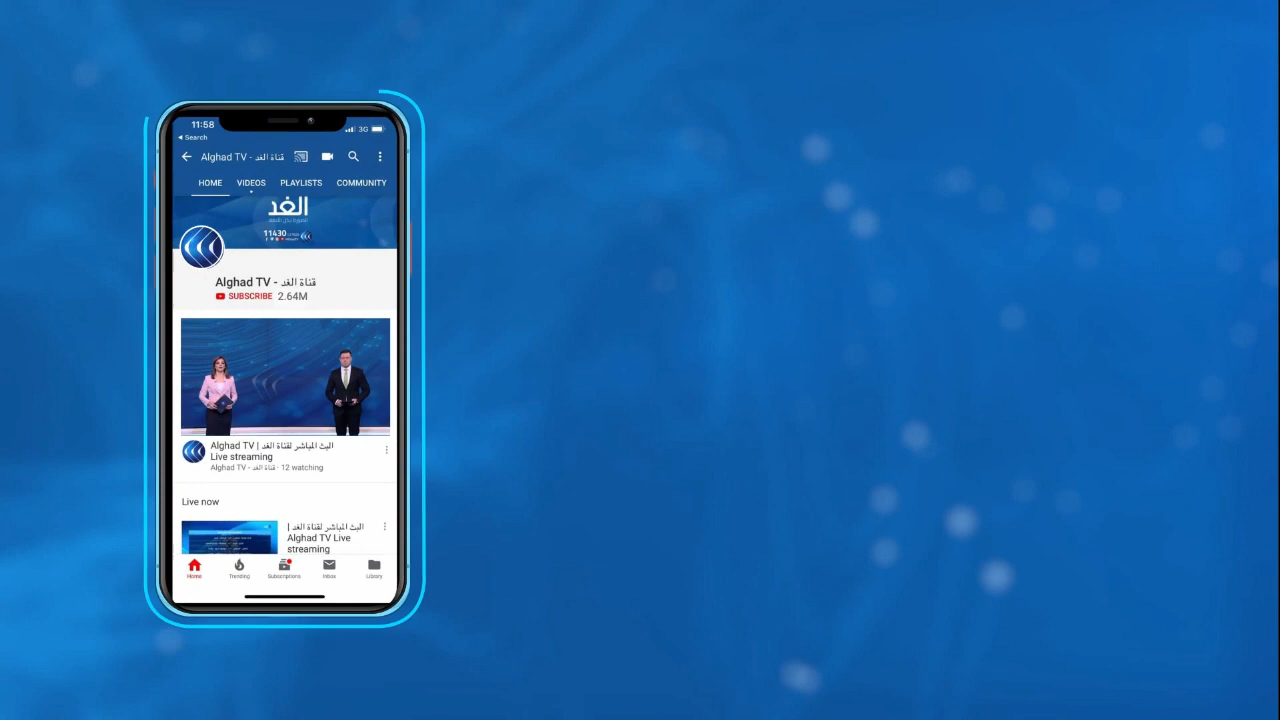 11:58
3G
Search
Alghad TV - قناة الغد
HOME VIDEOS PLAYLISTS COMMUNITY
الغد
11430
Alghad TV - قناة الغد
SUBSCRIBE 2.64M
البث المباشر لقناة الغد | Alghad TV
Live streaming
Alghad TV - قناة الغد · 12 watching
Live now
البث المباشر لقناة الغد |
Alghad TV Live
streaming
Home Trending Subscriptions Inbox Library